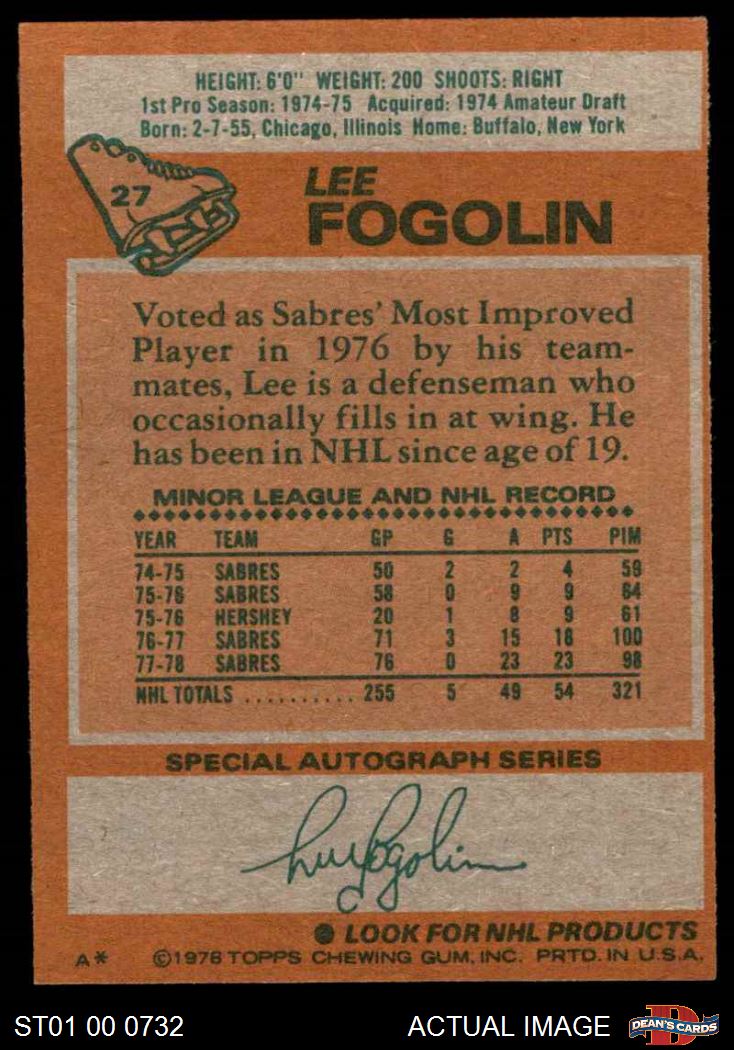 HEIGHT: 6'0" WEIGHT: 200 SHOOTS: RIGHT
1st Pro Season: 1974-75 Acquired: 1974 Amateur Draft
Born: 2-7-55, Chicago, Illinois Home: Buffalo, New York
27
LEE
FOGOLIN
Voted as Sabres' Most Improved
Player in 1976 by his team-
mates, Lee is a defenseman who
occasionally fills in at wing. He
has been in NHL since age of 19.
MINOR LEAGUE AND NHL RECORD
YEAR TEAM GP G A PTS PIM
74-75 SABRES 50 2 2 4 59
75-76 SABRES 58 0 9 9 64
75-76 HERSHEY 20 1 8 9 61
76-77 SABRES 71 3 15 18 100
77-78 SABRES 76 0 23 23 98
NHL TOTALS .......... 255 5 49 54 321
SPECIAL AUTOGRAPH SERIES
Lee Fogolin
LOOK FOR NHL PRODUCTS
A* ©1978 TOPPS CHEWING GUM, INC. PRTD. IN U.S.A.
ST01 00 0732 ACTUAL IMAGE D DEAN'S CARDS